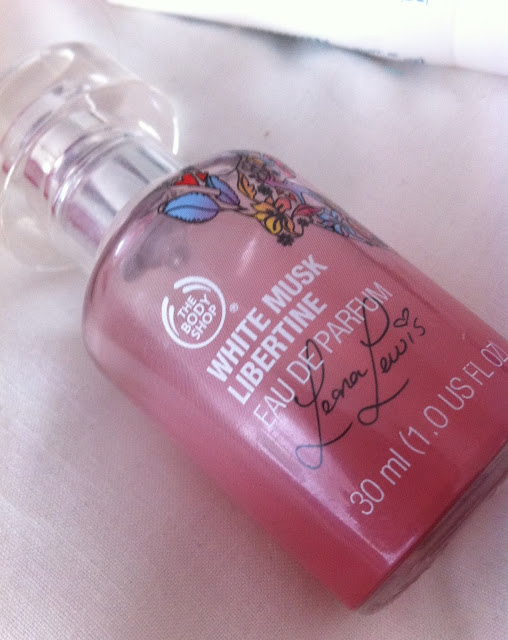 THE
BODY
SHOP
®
WHITE MUSK
LIBERTINE
EAU DE PARFUM
Leona Lewis
30 ml (1.0 US FL OZ